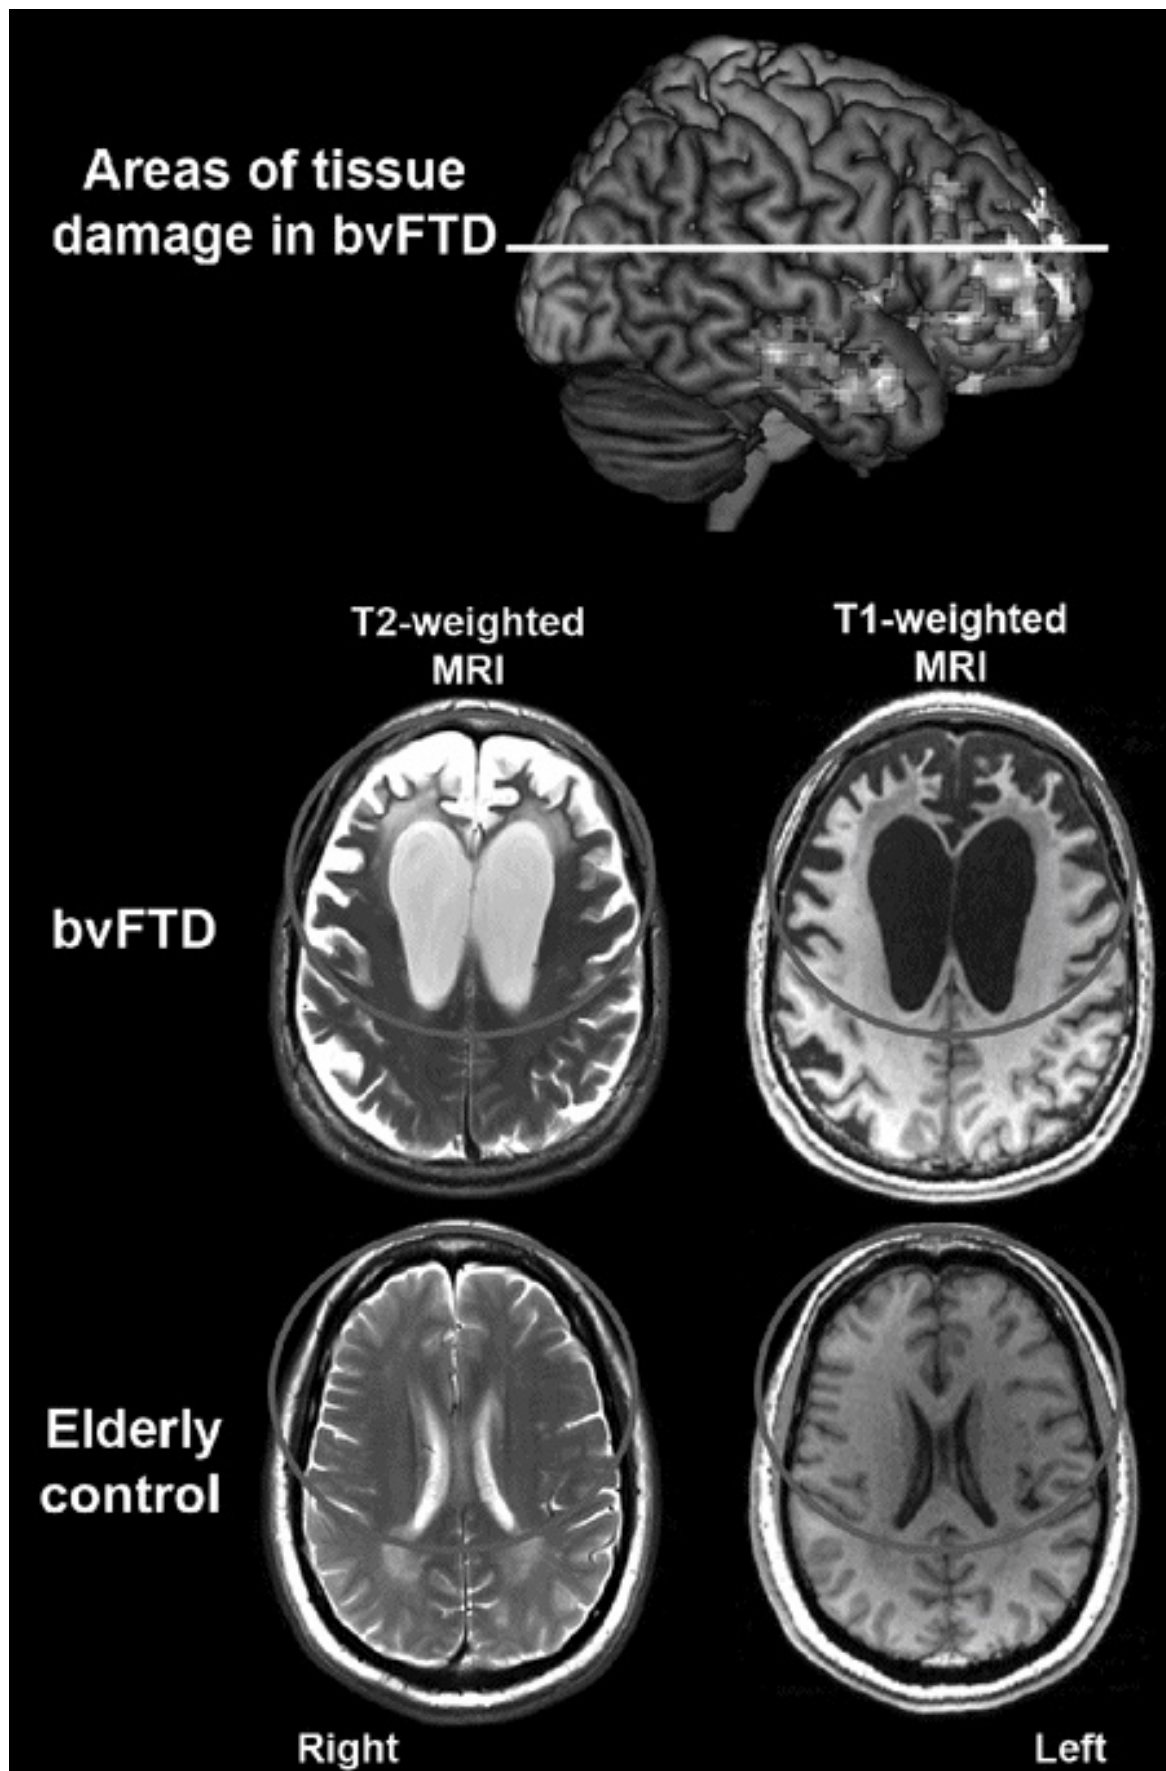 Areas of tissue
damage in bvFTD
T2-weighted
MRI
T1-weighted
MRI
bvFTD
Elderly
control
Right
Left